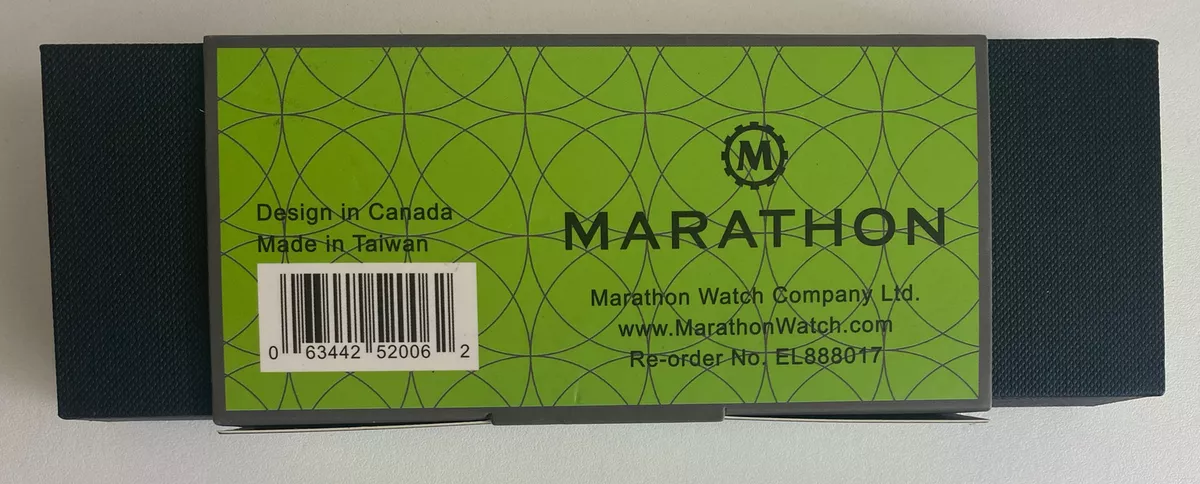 Design in Canada
Made in Taiwan
0 63442 52006 2
M
MARATHON
Marathon Watch Company Ltd.
www.MarathonWatch.com
Re-order No. EL888017